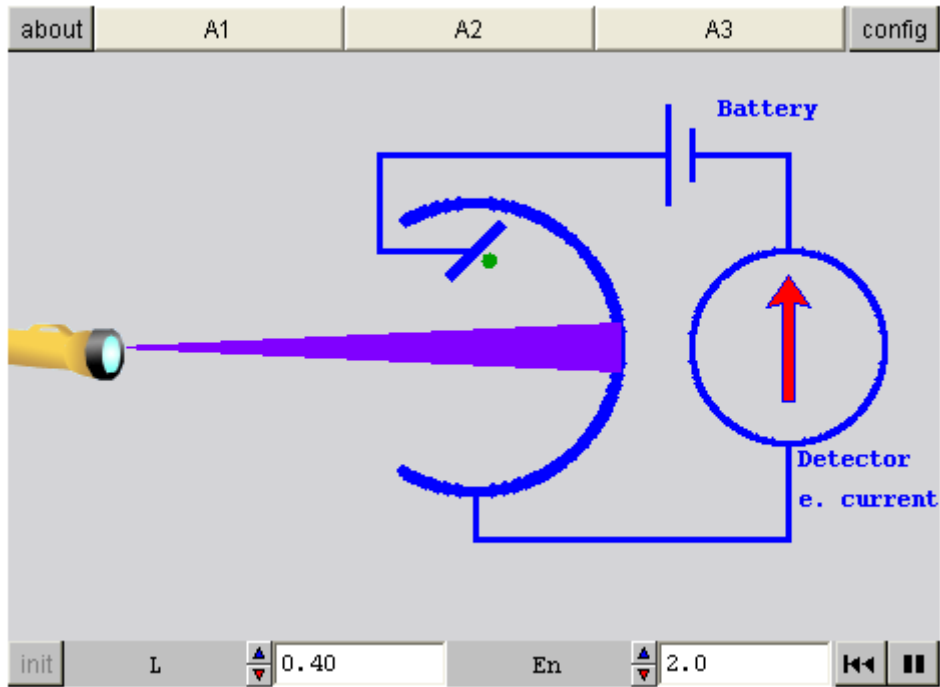 about A1 A2 A3 config
Battery
Detector
e. current
init L 0.40 En 2.0